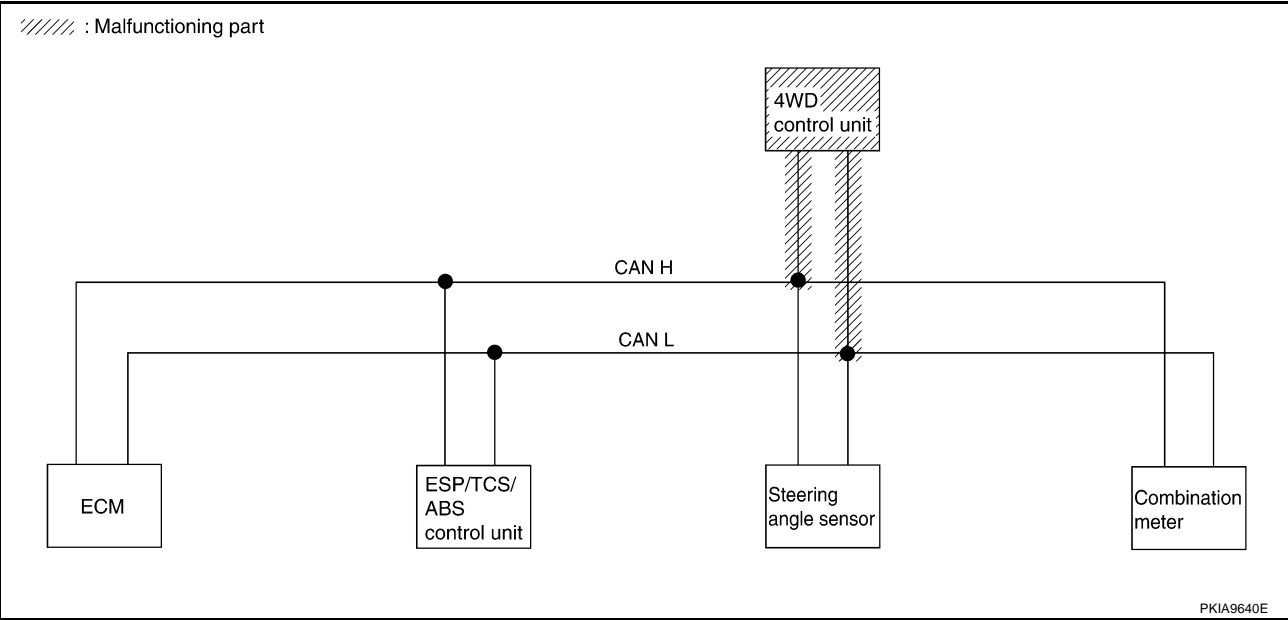 : Malfunctioning part
4WD
control unit
CAN H
CAN L
ECM
ESP/TCS/
ABS
control unit
Steering
angle sensor
Combination
meter
PKIA9640E